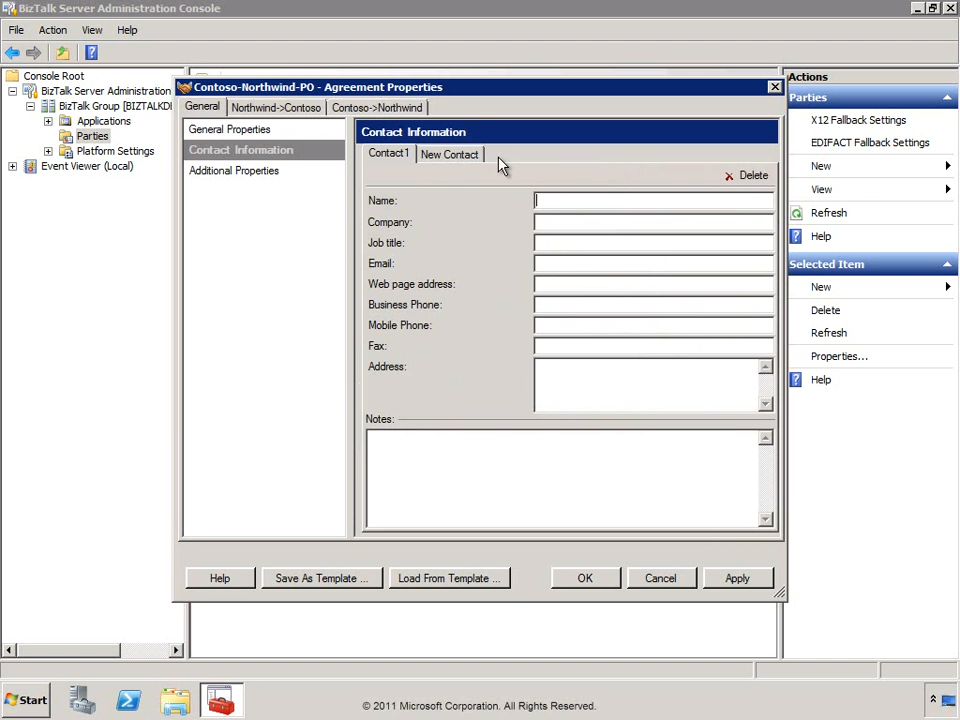 BizTalk Server Administration Console
File Action View Help
Console Root
BizTalk Server Administration
BizTalk Group [BIZTALKDE
Applications
Parties
Platform Settings
Event Viewer (Local)
Contoso-Northwind-PO - Agreement Properties
General Northwind->Contoso Contoso->Northwind
General Properties
Contact Information
Additional Properties
Contact Information
Contact1 New Contact
Delete
Name:
Company:
Job title:
Email:
Web page address:
Business Phone:
Mobile Phone:
Fax:
Address:
Notes:
Help Save As Template ... Load From Template ... OK Cancel Apply
Actions
Parties
X12 Fallback Settings
EDIFACT Fallback Settings
New
View
Refresh
Help
Selected Item
New
Delete
Refresh
Properties...
Help
Start
© 2011 Microsoft Corporation. All Rights Reserved.